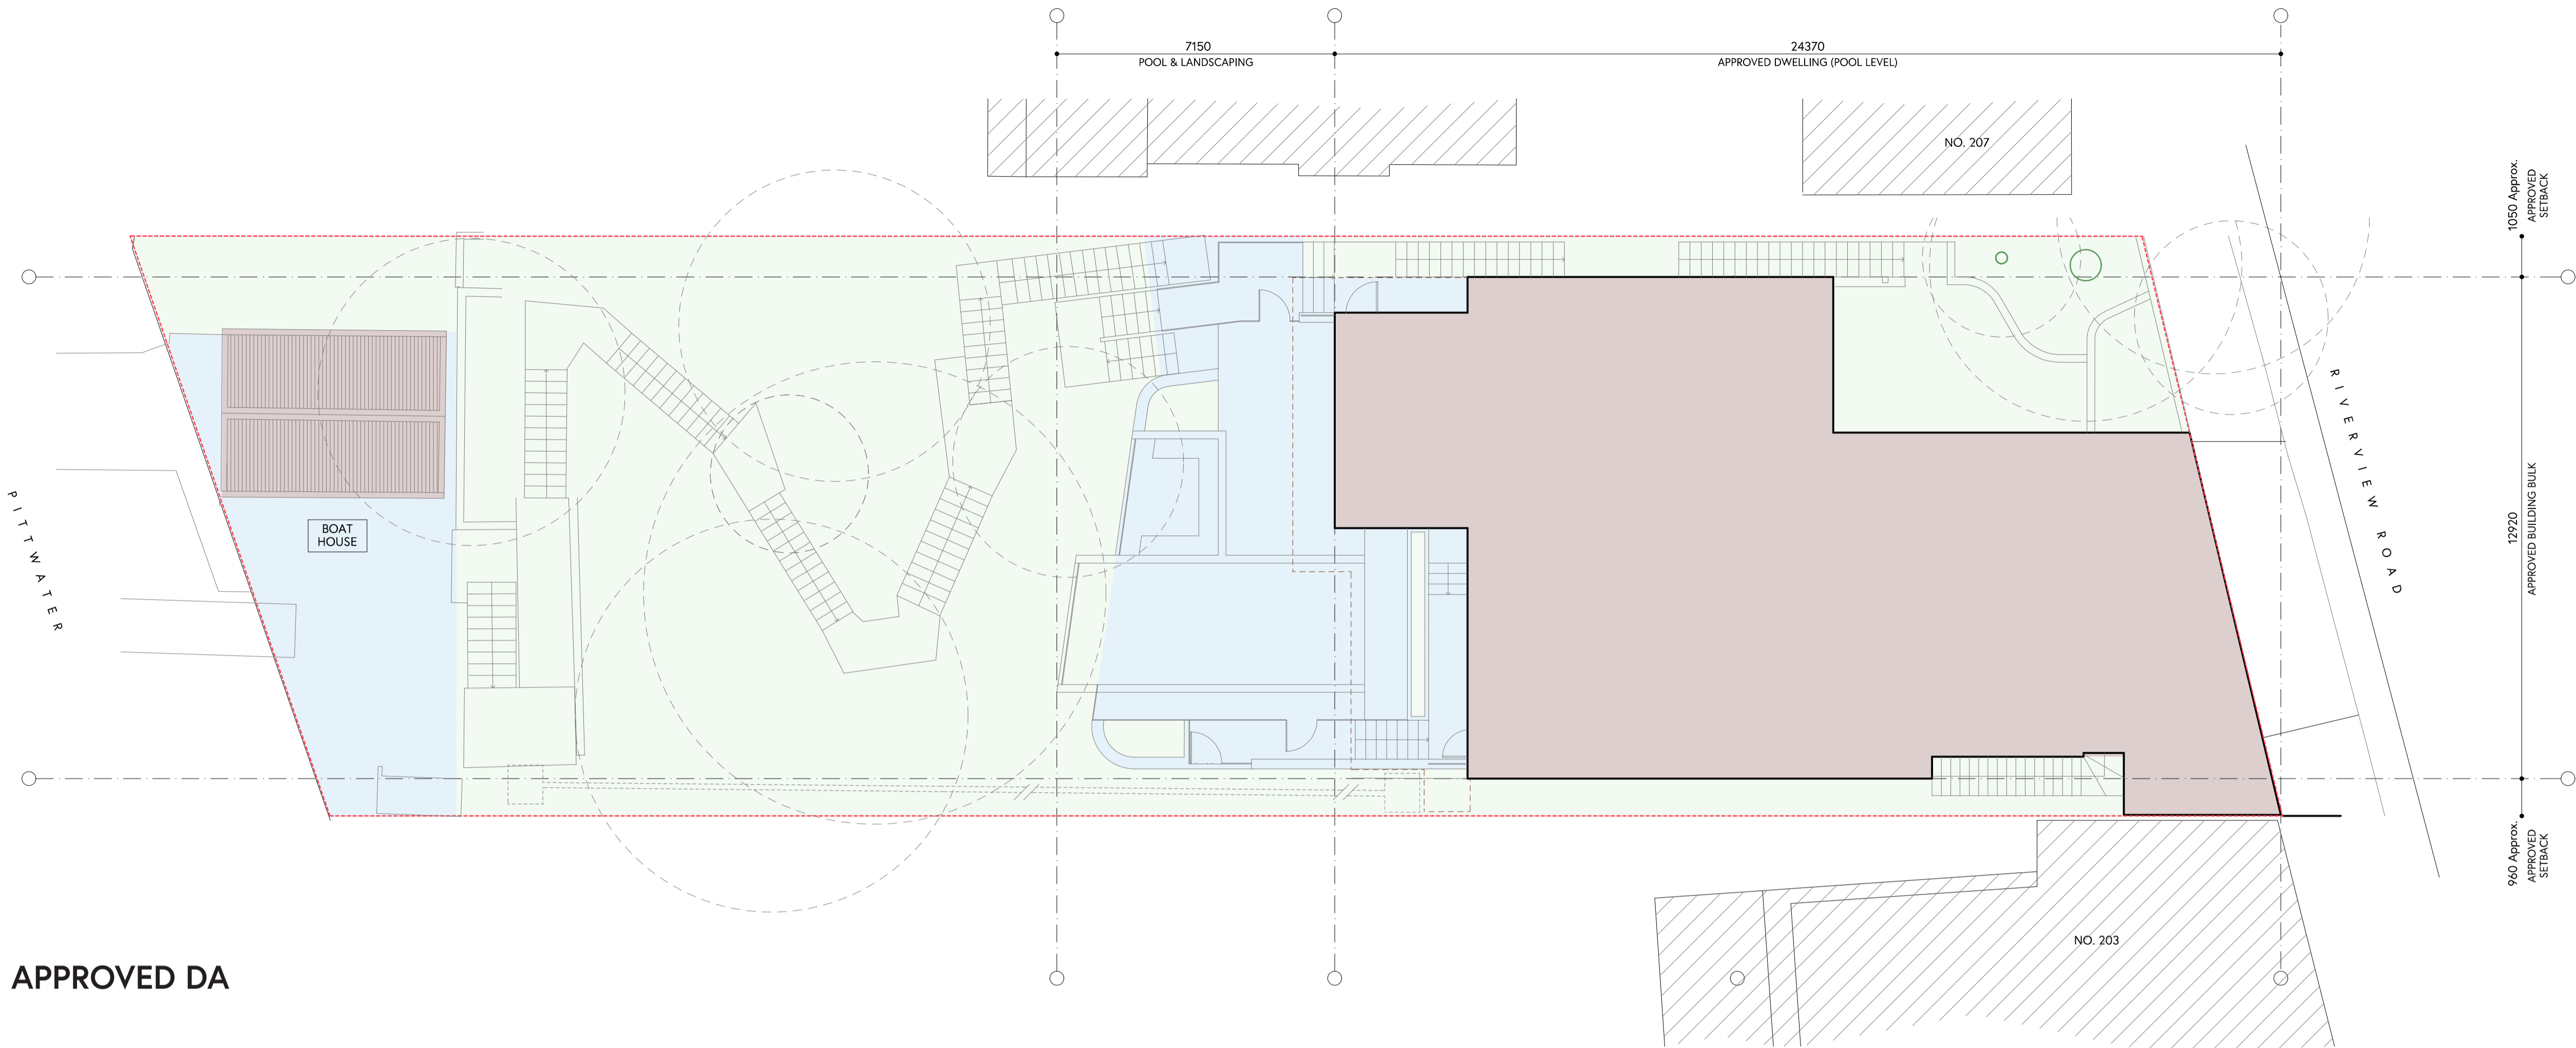 7150
POOL & LANDSCAPING
24370
APPROVED DWELLING (POOL LEVEL)
NO. 207
1050 Approx.
APPROVED
SETBACK
RIVERVIEW ROAD
PITTWATER
BOAT
HOUSE
12920
APPROVED BUILDING BULK
960 Approx.
APPROVED
SETBACK
NO. 203
APPROVED DA